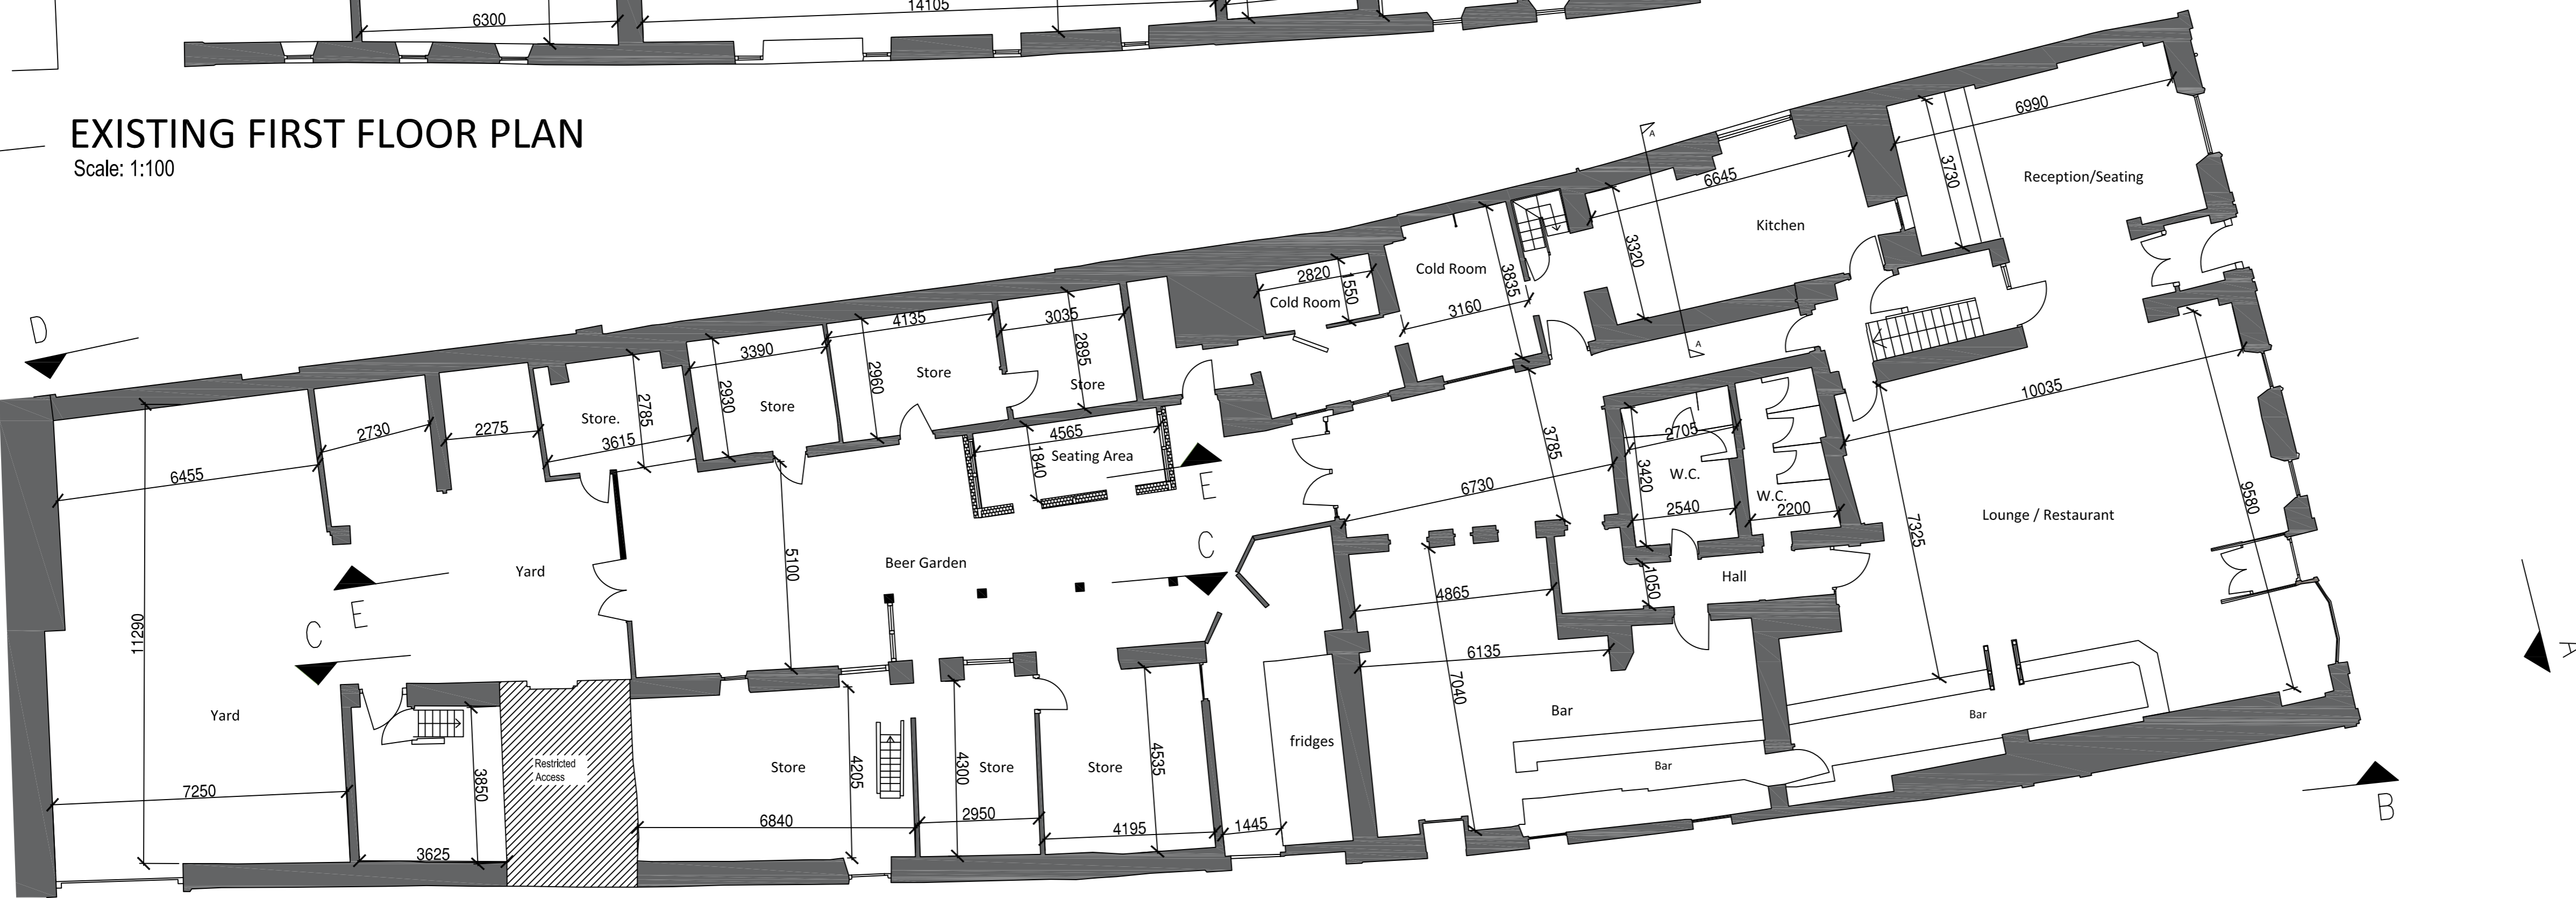 6300
14105
EXISTING FIRST FLOOR PLAN
Scale: 1:100
6990
3730
Reception/Seating
A
6645
Kitchen
3320
Cold Room
3835
3160
2820
1550
Cold Room
A
D
4135
3035
3390
2895
2960
Store
Store
2930
Store
2785
Store.
3615
2275
2730
6455
4565
1840
Seating Area
E
10035
3785
2705
3420
W.C.
W.C.
2540
2200
6730
9580
7325
Lounge / Restaurant
C
5100
Beer Garden
Yard
E
C
11290
Hall
1050
4865
6135
7040
Bar
Bar
Bar
A
B
Yard
7250
3850
3625
Restricted
Access
Store
4205
6840
4300
Store
2950
Store
4535
4195
fridges
1445